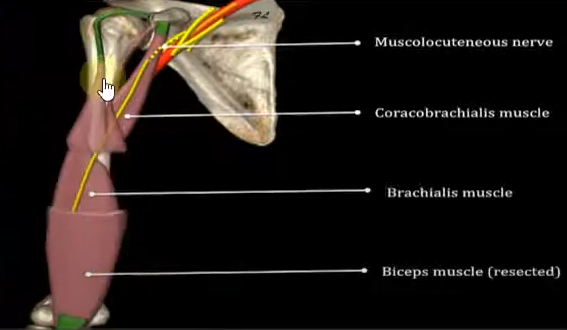 Muscolocuteneous nerve
Coracobrachialis muscle
Brachialis muscle
Biceps muscle (resected)